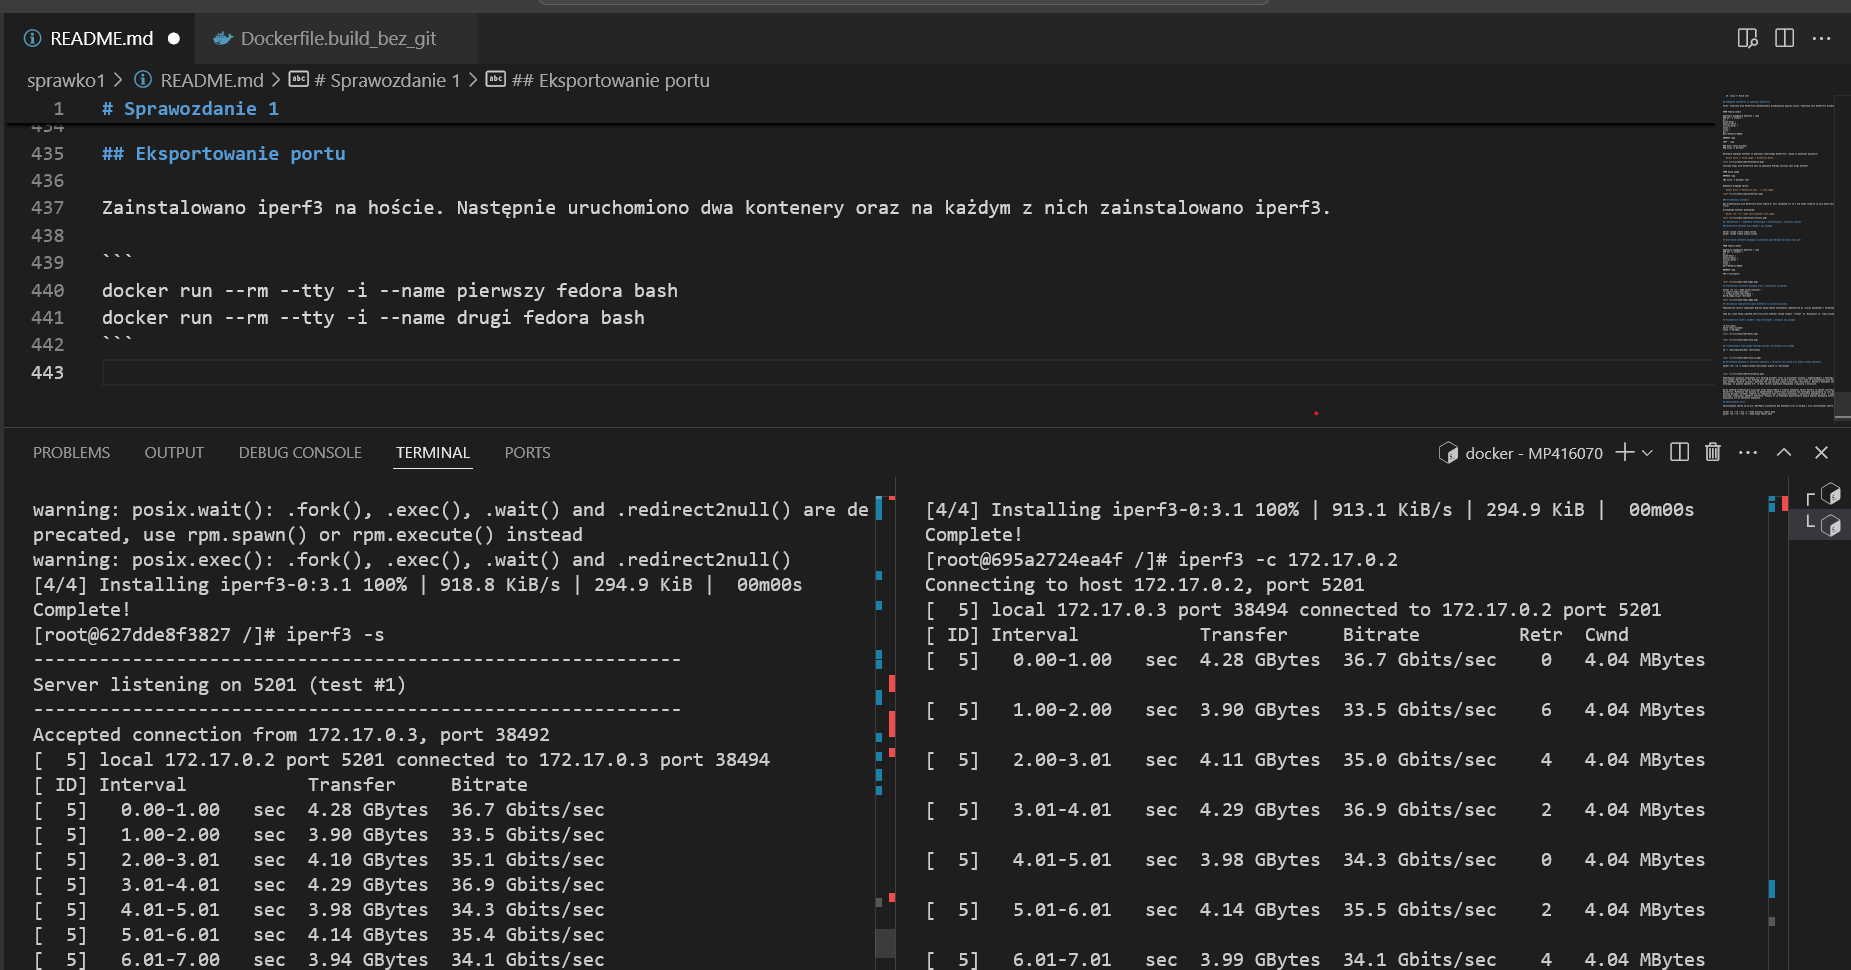 README.md
Dockerfile.build_bez_git
sprawko1 > README.md > # Sprawozdanie 1 > ## Eksportowanie portu
1 # Sprawozdanie 1
434
435 ## Eksportowanie portu
436
437 Zainstalowano iperf3 na hoście. Następnie uruchomiono dwa kontenery oraz na każdym z nich zainstalowano iperf3.
438
439 ```
440 docker run --rm --tty -i --name pierwszy fedora bash
441 docker run --rm --tty -i --name drugi fedora bash
442 ```
443
PROBLEMS OUTPUT DEBUG CONSOLE TERMINAL PORTS
docker - MP416070
warning: posix.wait(): .fork(), .exec(), .wait() and .redirect2null() are de
precated, use rpm.spawn() or rpm.execute() instead
warning: posix.exec(): .fork(), .exec(), .wait() and .redirect2null()
[4/4] Installing iperf3-0:3.1 100% | 918.8 KiB/s | 294.9 KiB |  00m00s
Complete!
[root@627dde8f3827 /]# iperf3 -s
-----------------------------------------------------------
Server listening on 5201 (test #1)
-----------------------------------------------------------
Accepted connection from 172.17.0.3, port 38492
[  5] local 172.17.0.2 port 5201 connected to 172.17.0.3 port 38494
[ ID] Interval           Transfer     Bitrate
[  5]   0.00-1.00   sec  4.28 GBytes  36.7 Gbits/sec
[  5]   1.00-2.00   sec  3.90 GBytes  33.5 Gbits/sec
[  5]   2.00-3.01   sec  4.10 GBytes  35.1 Gbits/sec
[  5]   3.01-4.01   sec  4.29 GBytes  36.9 Gbits/sec
[  5]   4.01-5.01   sec  3.98 GBytes  34.3 Gbits/sec
[  5]   5.01-6.01   sec  4.14 GBytes  35.4 Gbits/sec
[  5]   6.01-7.00   sec  3.94 GBytes  34.1 Gbits/sec
[4/4] Installing iperf3-0:3.1 100% | 913.1 KiB/s | 294.9 KiB |  00m00s
Complete!
[root@695a2724ea4f /]# iperf3 -c 172.17.0.2
Connecting to host 172.17.0.2, port 5201
[  5] local 172.17.0.3 port 38494 connected to 172.17.0.2 port 5201
[ ID] Interval           Transfer     Bitrate         Retr  Cwnd
[  5]   0.00-1.00   sec  4.28 GBytes  36.7 Gbits/sec    0   4.04 MBytes
[  5]   1.00-2.00   sec  3.90 GBytes  33.5 Gbits/sec    6   4.04 MBytes
[  5]   2.00-3.01   sec  4.11 GBytes  35.0 Gbits/sec    4   4.04 MBytes
[  5]   3.01-4.01   sec  4.29 GBytes  36.9 Gbits/sec    2   4.04 MBytes
[  5]   4.01-5.01   sec  3.98 GBytes  34.3 Gbits/sec    0   4.04 MBytes
[  5]   5.01-6.01   sec  4.14 GBytes  35.5 Gbits/sec    2   4.04 MBytes
[  5]   6.01-7.01   sec  3.99 GBytes  34.1 Gbits/sec    4   4.04 MBytes